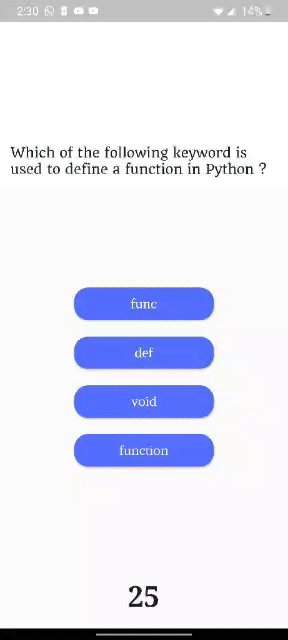 2:30 14%
Which of the following keyword is
used to define a function in Python ?
func
def
void
function
25